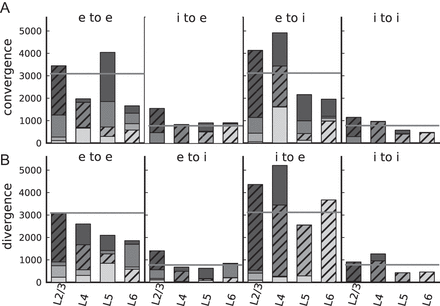 A
e to e i to e e to i i to i
convergence
5000
4000
3000
2000
1000
0
B
e to e e to i i to e i to i
divergence
5000
4000
3000
2000
1000
0
L2/3 L4 L5 L6 L2/3 L4 L5 L6 L2/3 L4 L5 L6 L2/3 L4 L5 L6